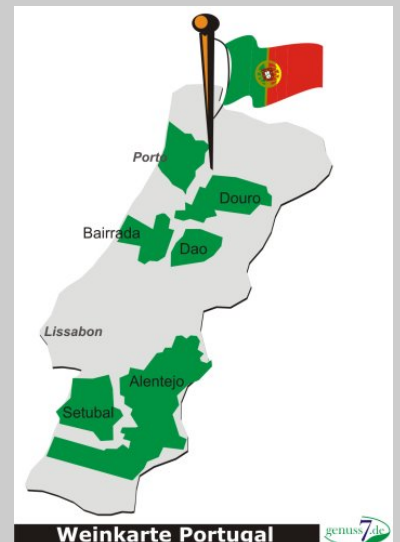 Porto
Douro
Bairrada
Dao
Lissabon
Alentejo
Setubal
Weinkarte Portugal
genuss7.de